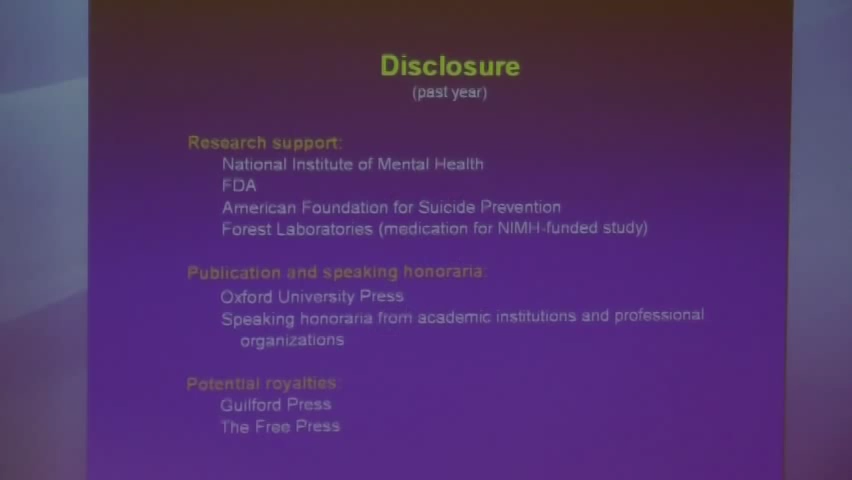 Disclosure
(past year)
Research support:
National Institute of Mental Health
FDA
American Foundation for Suicide Prevention
Forest Laboratories (medication for NIMH-funded study)
Publication and speaking honoraria:
Oxford University Press
Speaking honoraria from academic institutions and professional
organizations
Potential royalties:
Guilford Press
The Free Press